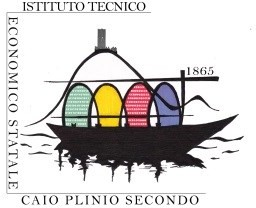 ISTITUTO TECNICO
ECONOMICO STATALE
1865
CAIO PLINIO SECONDO